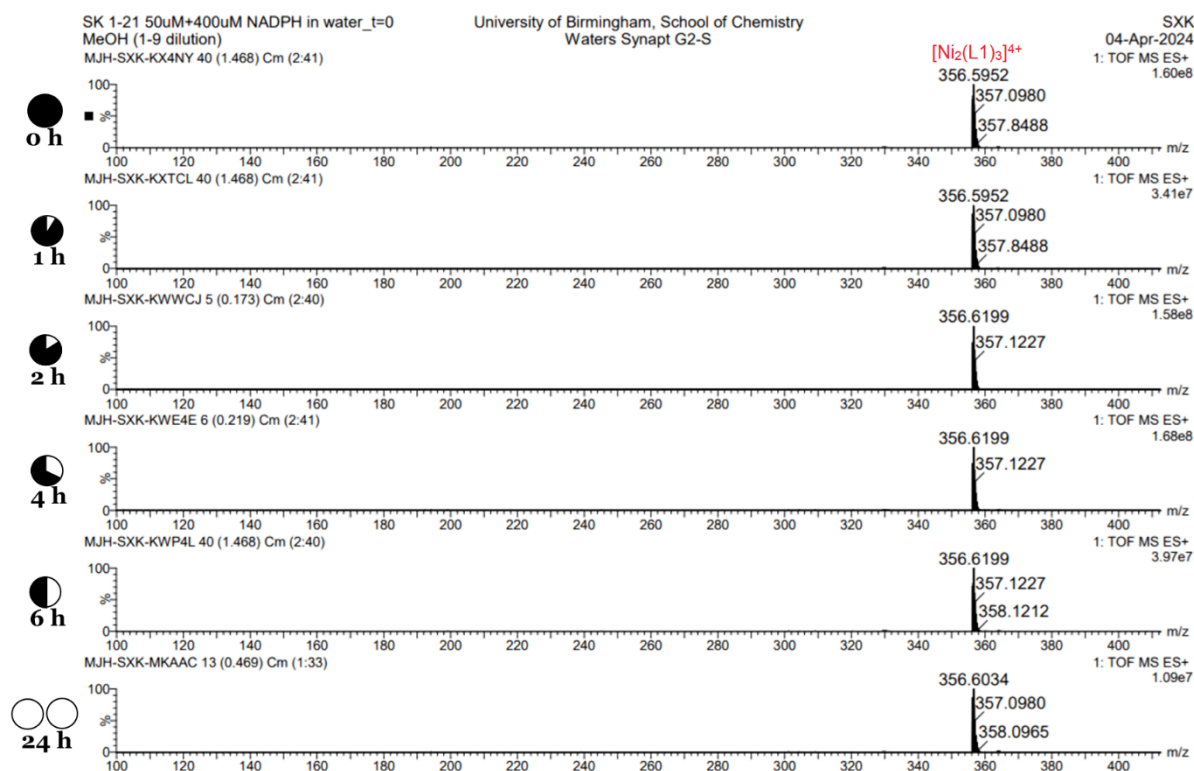 SK 1-21 50uM+400uM NADPH in water_t=0 University of Birmingham, School of Chemistry SXK
MeOH (1-9 dilution) Waters Synapt G2-S 04-Apr-2024
MJH-SXK-KX4NY 40 (1.468) Cm (2:41) [Ni₂(L1)₃]⁴⁺ 1: TOF MS ES+
1.60e8
356.5952
357.0980
357.8488
100
%
0
0 h
100 120 140 160 180 200 220 240 260 280 300 320 340 360 380 400 m/z
MJH-SXK-KXTCL 40 (1.468) Cm (2:41) 1: TOF MS ES+
3.41e7
356.5952
357.0980
357.8488
100
%
0
1 h
100 120 140 160 180 200 220 240 260 280 300 320 340 360 380 400 m/z
MJH-SXK-KWWCJ 5 (0.173) Cm (2:40) 1: TOF MS ES+
1.58e8
356.6199
357.1227
100
%
0
2 h
100 120 140 160 180 200 220 240 260 280 300 320 340 360 380 400 m/z
MJH-SXK-KWE4E 6 (0.219) Cm (2:41) 1: TOF MS ES+
1.68e8
356.6199
357.1227
100
%
0
4 h
100 120 140 160 180 200 220 240 260 280 300 320 340 360 380 400 m/z
MJH-SXK-KWP4L 40 (1.468) Cm (2:40) 1: TOF MS ES+
3.97e7
356.6199
357.1227
358.1212
100
%
0
6 h
100 120 140 160 180 200 220 240 260 280 300 320 340 360 380 400 m/z
MJH-SXK-MKAAC 13 (0.469) Cm (1:33) 1: TOF MS ES+
1.09e7
356.6034
357.0980
358.0965
100
%
0
24 h
100 120 140 160 180 200 220 240 260 280 300 320 340 360 380 400 m/z